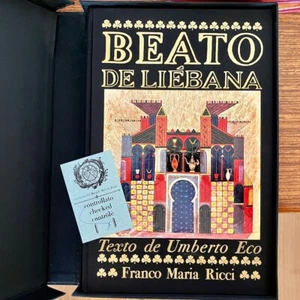 BEATO
DE LIÉBANA
controllato
checked
contrôlé
Texto de Umberto Eco
Franco Maria Ricci